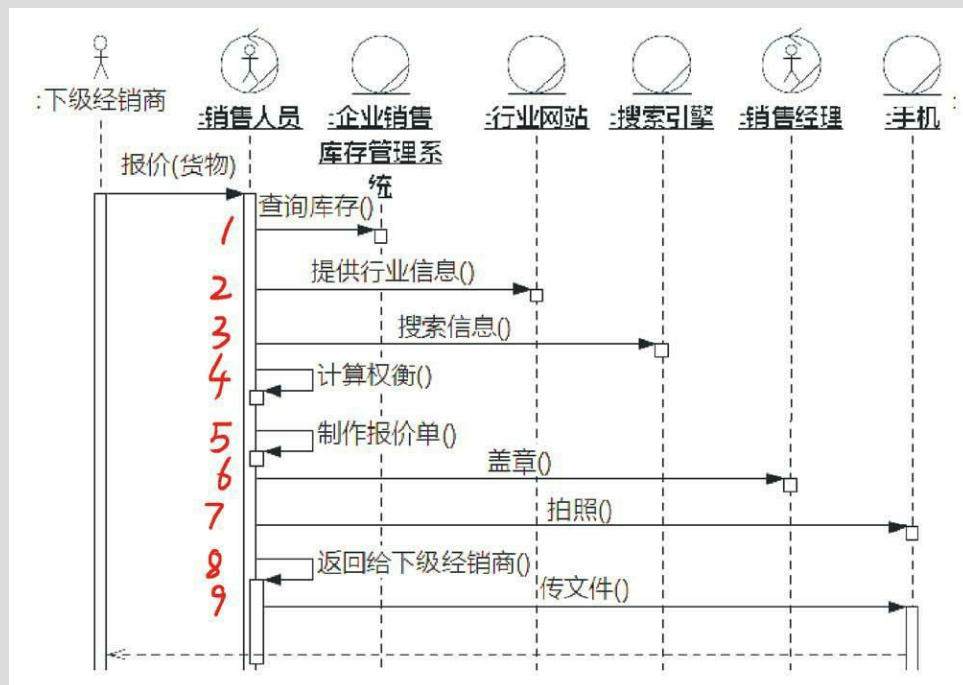 :下级经销商
:销售人员
:企业销售
库存管理系
统
:行业网站
:搜索引擎
:销售经理
:手机
:
报价(货物)
查询库存()
1
提供行业信息()
2
搜索信息()
3
计算权衡()
4
制作报价单()
5
盖章()
6
拍照()
7
返回给下级经销商()
8
传文件()
9